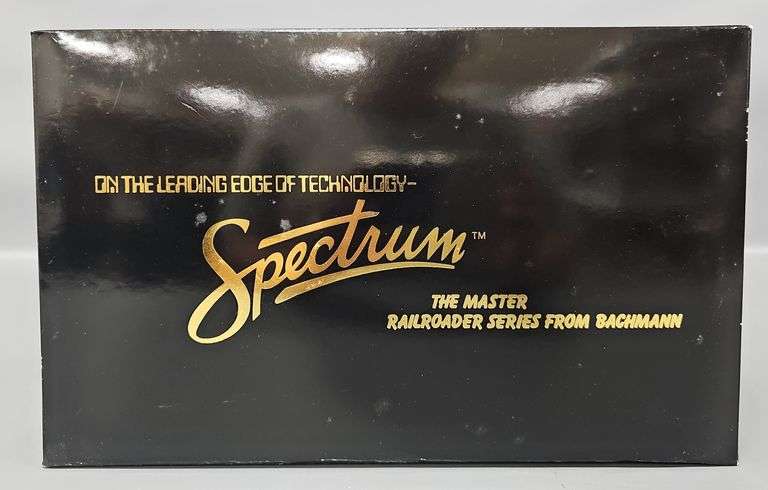 ON THE LEADING EDGE OF TECHNOLOGY-
Spectrum™
THE MASTER
RAILROADER SERIES FROM BACHMANN